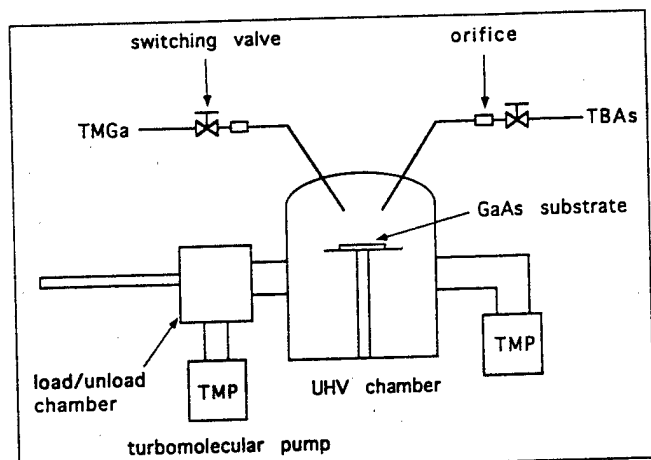 switching valve
orifice
TMGa
TBAs
GaAs substrate
load/unload
chamber
TMP
UHV chamber
TMP
turbomolecular pump